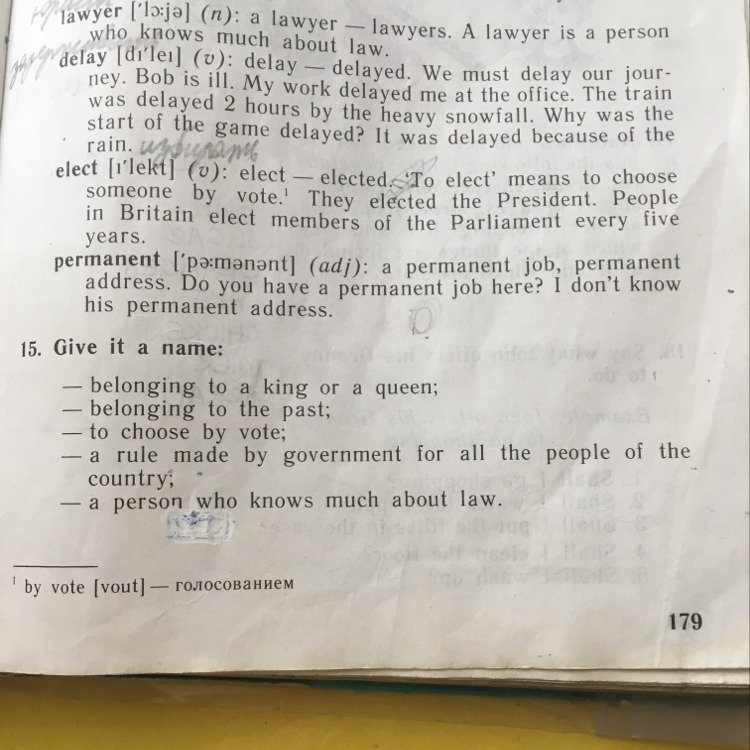 lawyer ['lɔ:jə] (n): a lawyer — lawyers. A lawyer is a person
who knows much about law.
delay [dɪ'leɪ] (v): delay — delayed. We must delay our jour-
ney. Bob is ill. My work delayed me at the office. The train
was delayed 2 hours by the heavy snowfall. Why was the
start of the game delayed? It was delayed because of the
rain. избирать
elect [ɪ'lekt] (v): elect — elected. 'To elect' means to choose
someone by vote.¹ They elected the President. People
in Britain elect members of the Parliament every five
years.
permanent ['pə:mənənt] (adj): a permanent job, permanent
address. Do you have a permanent job here? I don't know
his permanent address.
15. Give it a name:
— belonging to a king or a queen;
— belonging to the past;
— to choose by vote;
— a rule made by government for all the people of the
country;
— a person who knows much about law.
¹ by vote [vout] — голосованием
179